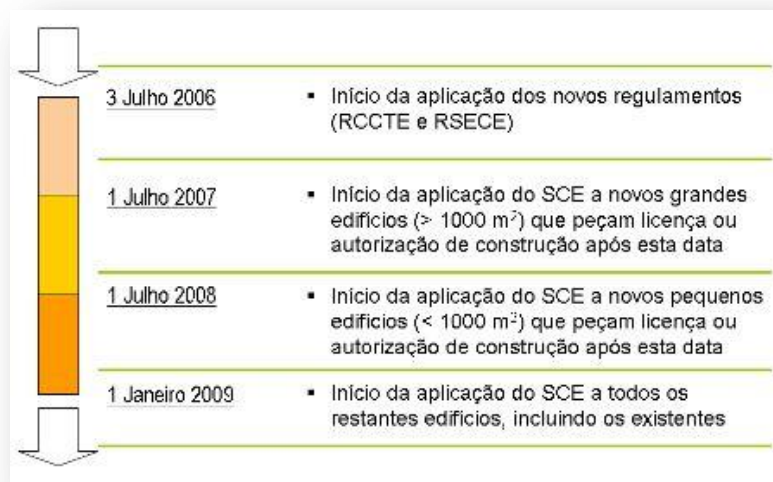 3 Julho 2006
▪ Início da aplicação dos novos regulamentos
(RCCTE e RSECE)
1 Julho 2007
▪ Início da aplicação do SCE a novos grandes
edifícios (> 1000 m²) que peçam licença ou
autorização de construção após esta data
1 Julho 2008
▪ Início da aplicação do SCE a novos pequenos
edifícios (< 1000 m²) que peçam licença ou
autorização de construção após esta data
1 Janeiro 2009
▪ Início da aplicação do SCE a todos os
restantes edifícios, incluindo os existentes